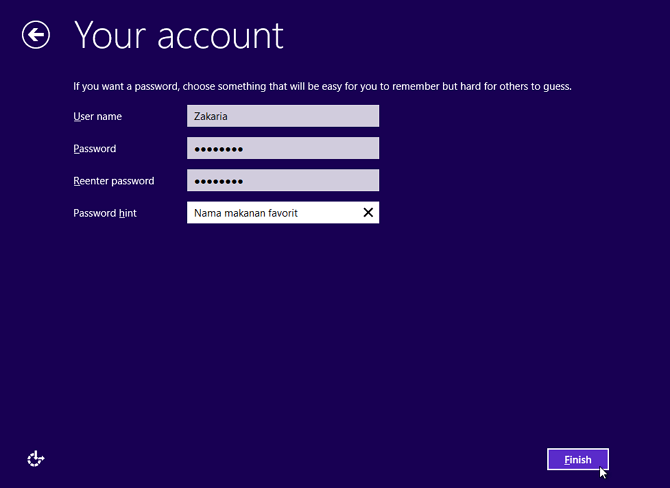 Your account
If you want a password, choose something that will be easy for you to remember but hard for others to guess.
User name Zakaria
Password ●●●●●●●●
Reenter password ●●●●●●●●
Password hint Nama makanan favorit
Finish